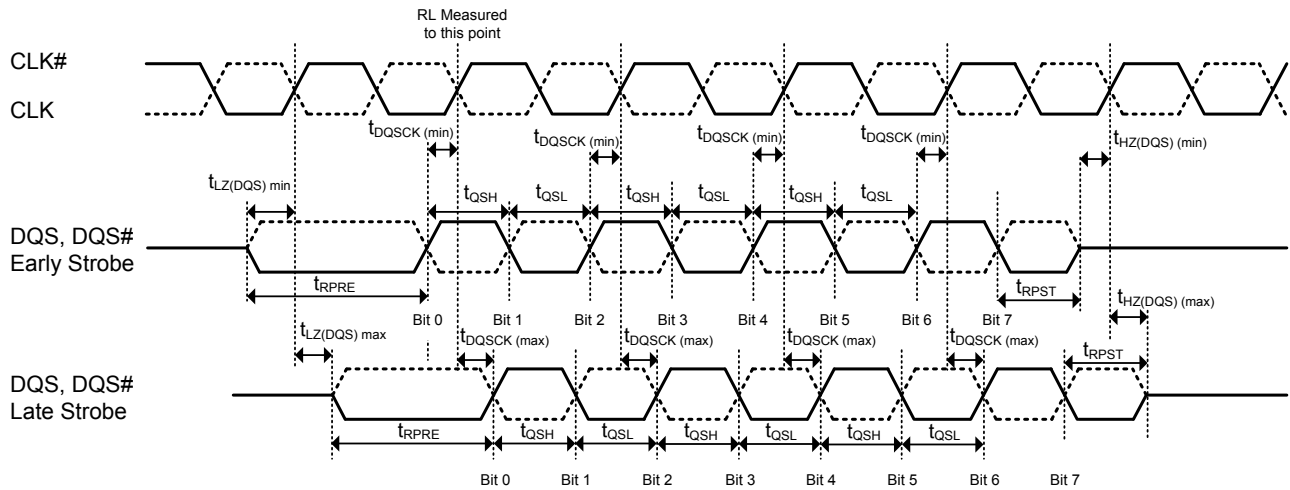 RL Measured
to this point
CLK#
CLK
tDQSCK (min)
tDQSCK (min)
tDQSCK (min)
tDQSCK (min)
tHZ(DQS) (min)
tLZ(DQS) min
tQSH
tQSL
tQSH
tQSL
tQSH
tQSL
DQS, DQS#
Early Strobe
tRPRE
tRPST
Bit 0
Bit 1
Bit 2
Bit 3
Bit 4
Bit 5
Bit 6
Bit 7
tHZ(DQS) (max)
tLZ(DQS) max
tDQSCK (max)
tDQSCK (max)
tDQSCK (max)
tDQSCK (max)
tRPST
DQS, DQS#
Late Strobe
tRPRE
tQSH
tQSL
tQSH
tQSL
tQSH
tQSL
Bit 0
Bit 1
Bit 2
Bit 3
Bit 4
Bit 5
Bit 6
Bit 7